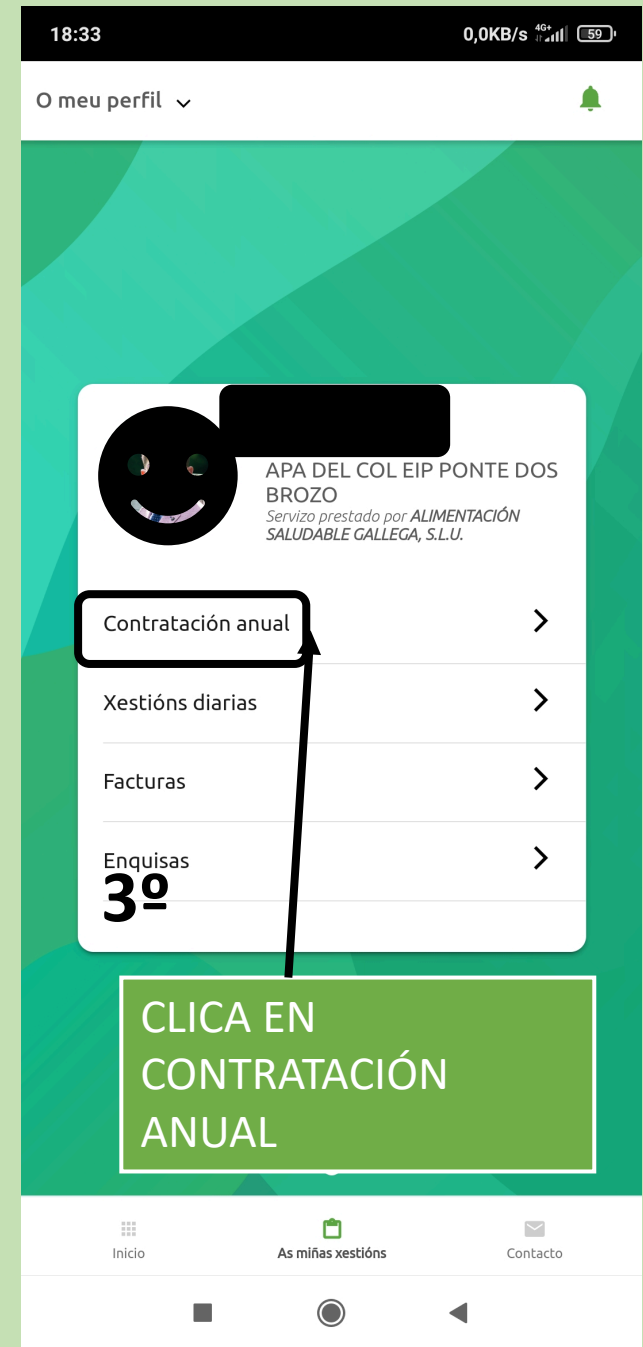 18:33
0,0KB/s 4G+ 59
O meu perfil
APA DEL COL EIP PONTE DOS
BROZO
Servizo prestado por ALIMENTACIÓN
SALUDABLE GALLEGA, S.L.U.
Contratación anual
Xestións diarias
Facturas
Enquisas
3º
CLICA EN
CONTRATACIÓN
ANUAL
Inicio
As miñas xestións
Contacto